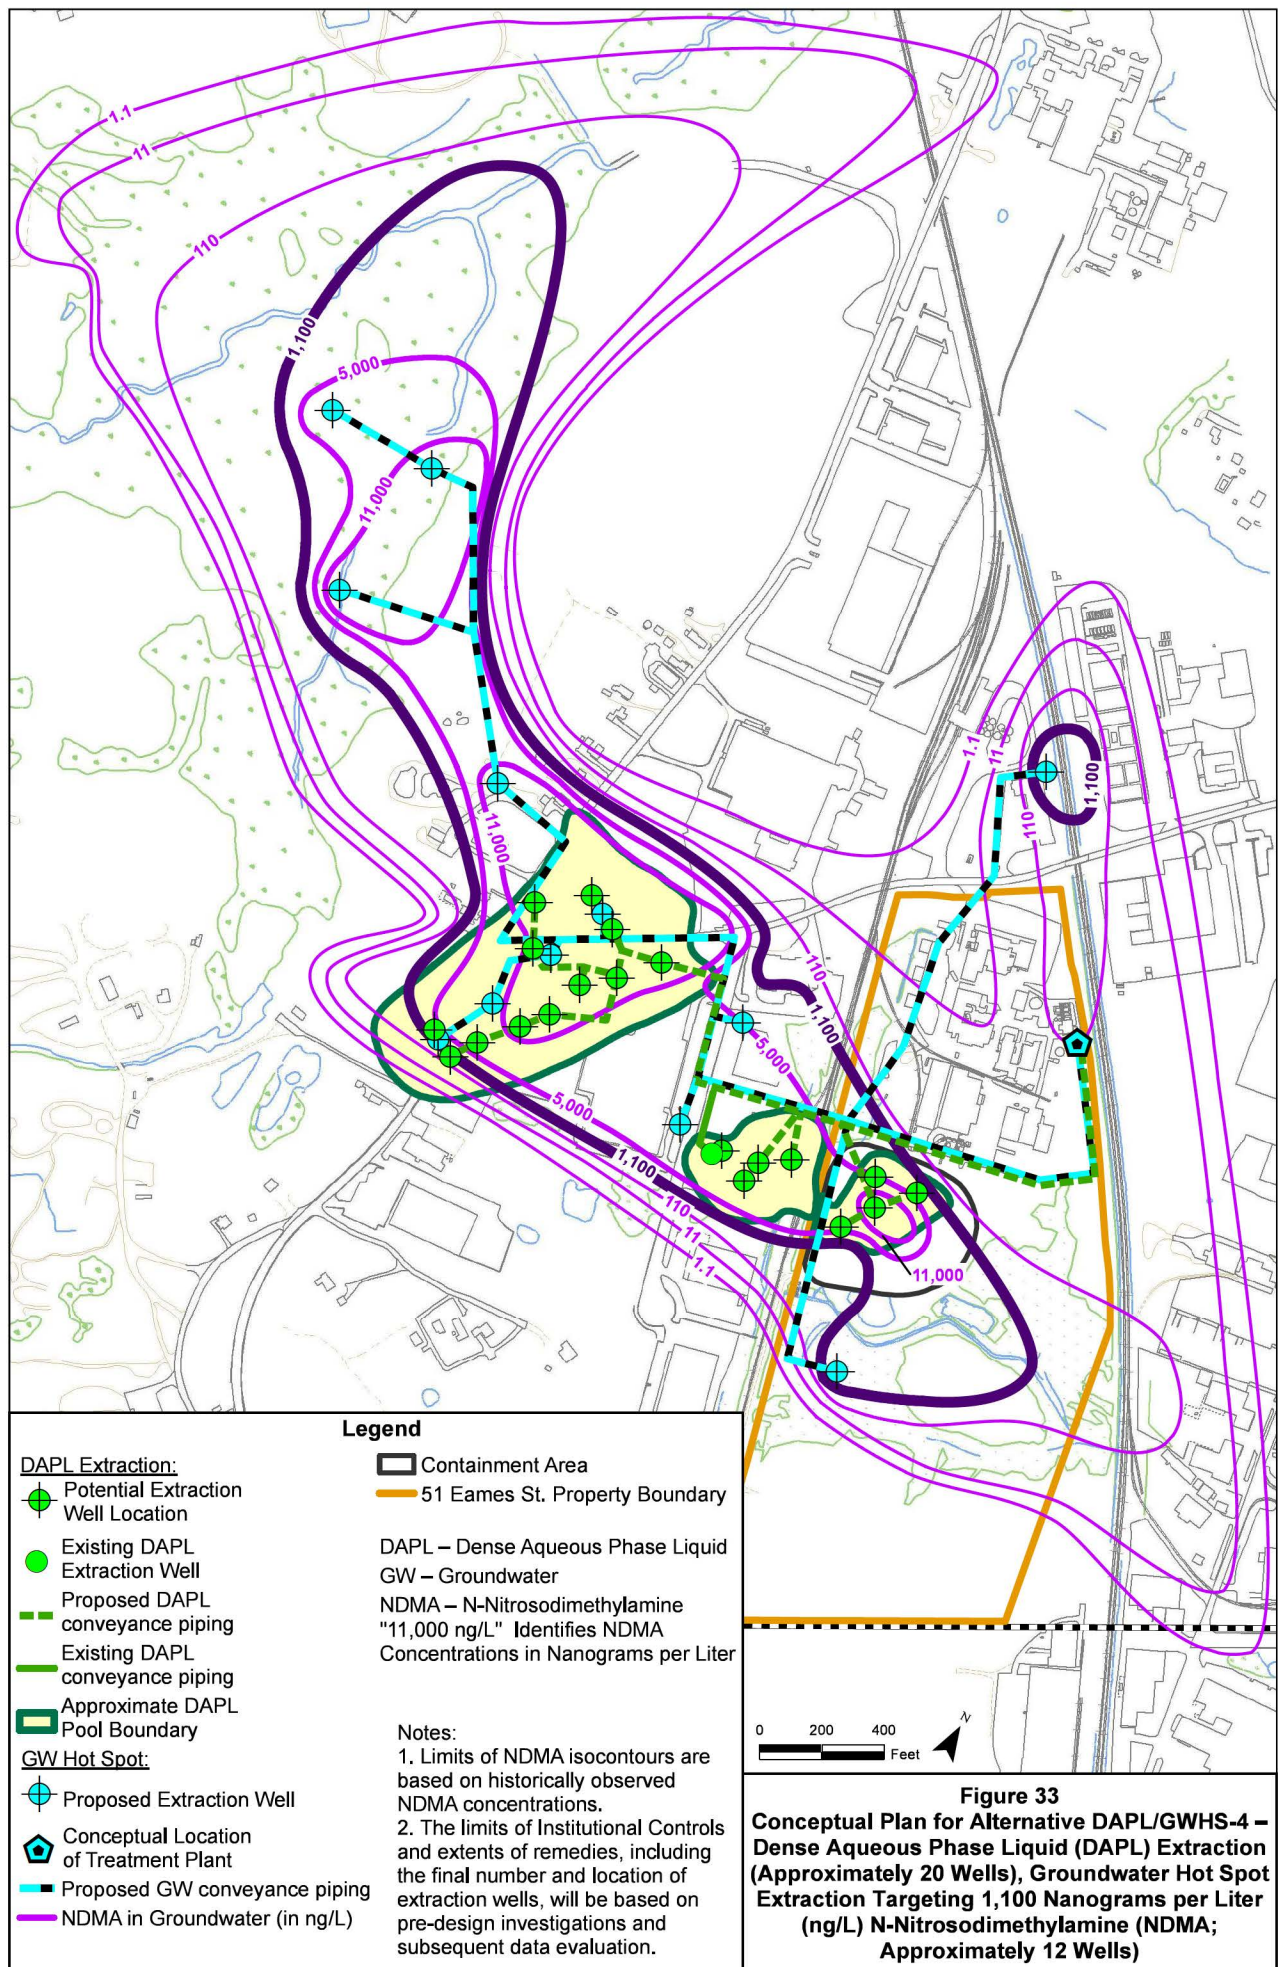 1.1
11
110
1,100
5,000
11,000
11,000
1.1
11
110
1,100
110
1,100
5,000
5,000
1,100
110
11
1.1
11,000
Legend
DAPL Extraction:
Potential Extraction
Well Location
Existing DAPL
Extraction Well
Proposed DAPL
conveyance piping
Existing DAPL
conveyance piping
Approximate DAPL
Pool Boundary
GW Hot Spot:
Proposed Extraction Well
Conceptual Location
of Treatment Plant
Proposed GW conveyance piping
NDMA in Groundwater (in ng/L)
Containment Area
51 Eames St. Property Boundary
DAPL – Dense Aqueous Phase Liquid
GW – Groundwater
NDMA – N-Nitrosodimethylamine
"11,000 ng/L" Identifies NDMA
Concentrations in Nanograms per Liter
Notes:
1. Limits of NDMA isocontours are
based on historically observed
NDMA concentrations.
2. The limits of Institutional Controls
and extents of remedies, including
the final number and location of
extraction wells, will be based on
pre-design investigations and
subsequent data evaluation.
0 200 400
Feet
N
Figure 33
Conceptual Plan for Alternative DAPL/GWHS-4 –
Dense Aqueous Phase Liquid (DAPL) Extraction
(Approximately 20 Wells), Groundwater Hot Spot
Extraction Targeting 1,100 Nanograms per Liter
(ng/L) N-Nitrosodimethylamine (NDMA;
Approximately 12 Wells)